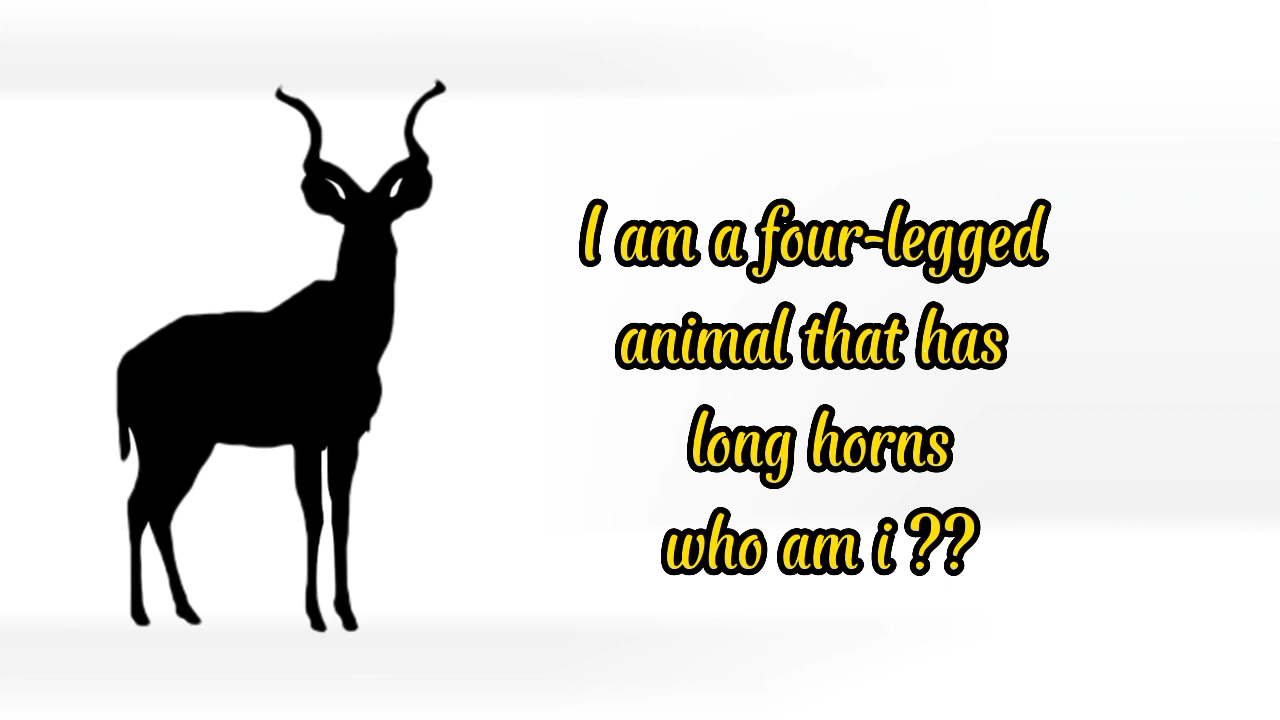 I am a four-legged
animal that has
long horns
who am i ??